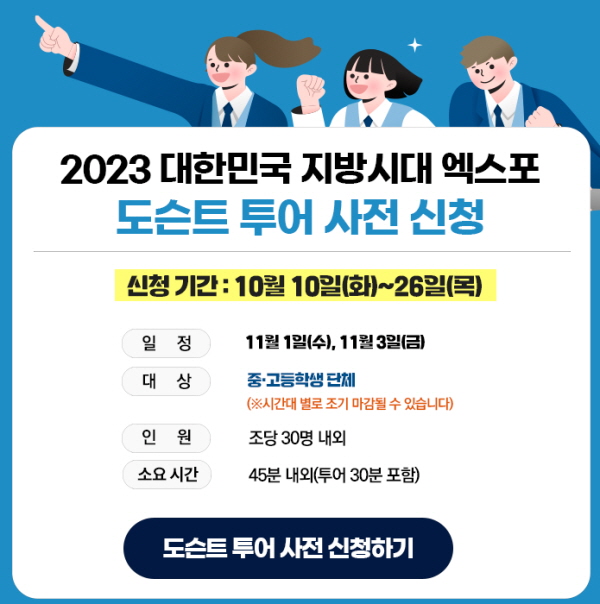 2023 대한민국 지방시대 엑스포
도슨트 투어 사전 신청
신청 기간 : 10월 10일(화)~26일(목)
일 정 11월 1일(수), 11월 3일(금)
대 상 중·고등학생 단체
(※시간대 별로 조기 마감될 수 있습니다)
인 원 조당 30명 내외
소요 시간 45분 내외(투어 30분 포함)
도슨트 투어 사전 신청하기